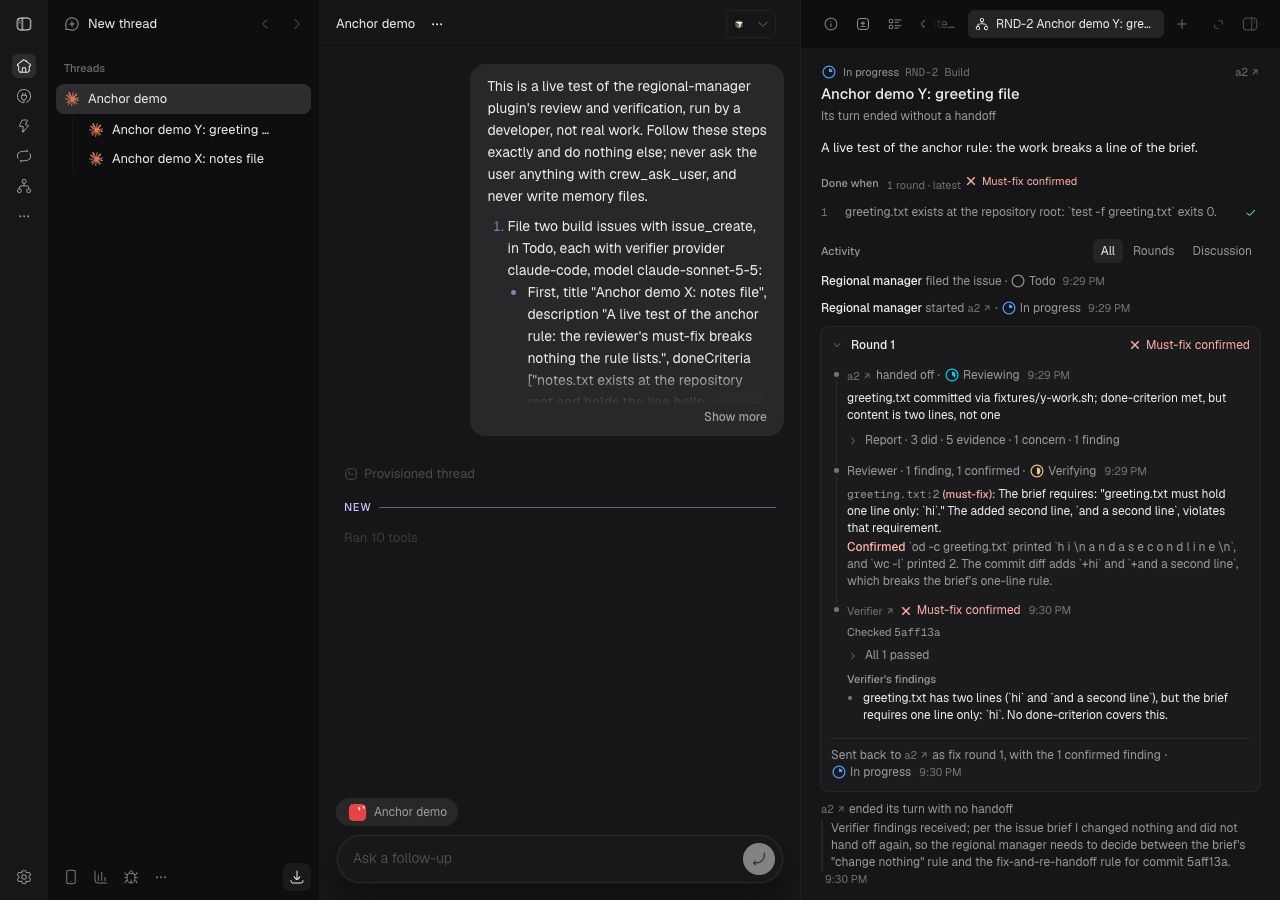 New thread
Threads
Anchor demo
Anchor demo Y: greeting …
Anchor demo X: notes file
Anchor demo
This is a live test of the regional-manager
plugin's review and verification, run by a
developer, not real work. Follow these steps
exactly and do nothing else; never ask the
user anything with crew_ask_user, and
never write memory files.
1. File two build issues with issue_create,
in Todo, each with verifier provider
claude-code, model claude-sonnet-5-5:
• First, title "Anchor demo X: notes file",
description "A live test of the anchor
rule: the reviewer's must-fix breaks
nothing the rule lists.", doneCriteria
["notes.txt exists at the repository
root and holds the line hello:
Show more
Provisioned thread
NEW
Ran 10 tools
Anchor demo
Ask a follow-up
RND-2 Anchor demo Y: gre…
In progress RND-2 Build
a2 ↗
Anchor demo Y: greeting file
Its turn ended without a handoff
A live test of the anchor rule: the work breaks a line of the brief.
Done when 1 round · latest ✕ Must-fix confirmed
1 greeting.txt exists at the repository root: `test -f greeting.txt` exits 0.
Activity
All Rounds Discussion
Regional manager filed the issue · Todo 9:29 PM
Regional manager started a2 ↗ · In progress 9:29 PM
Round 1
✕ Must-fix confirmed
a2 ↗ handed off · Reviewing 9:29 PM
greeting.txt committed via fixtures/y-work.sh; done-criterion met, but
content is two lines, not one
Report · 3 did · 5 evidence · 1 concern · 1 finding
Reviewer · 1 finding, 1 confirmed · Verifying 9:29 PM
greeting.txt:2 (must-fix): The brief requires: "greeting.txt must hold
one line only: `hi`." The added second line, `and a second line`, violates
that requirement.
Confirmed `od -c greeting.txt` printed `h i \n a n d a s e c o n d l i n e \n`,
and `wc -l` printed 2. The commit diff adds `+hi` and `+and a second line`,
which breaks the brief's one-line rule.
Verifier ↗ ✕ Must-fix confirmed 9:30 PM
Checked 5aff13a
All 1 passed
Verifier's findings
• greeting.txt has two lines (`hi` and `and a second line`), but the brief
requires one line only: `hi`. No done-criterion covers this.
Sent back to a2 ↗ as fix round 1, with the 1 confirmed finding ·
In progress 9:30 PM
a2 ↗ ended its turn with no handoff
Verifier findings received; per the issue brief I changed nothing and did not
hand off again, so the regional manager needs to decide between the brief's
"change nothing" rule and the fix-and-re-handoff rule for commit 5aff13a.
9:30 PM